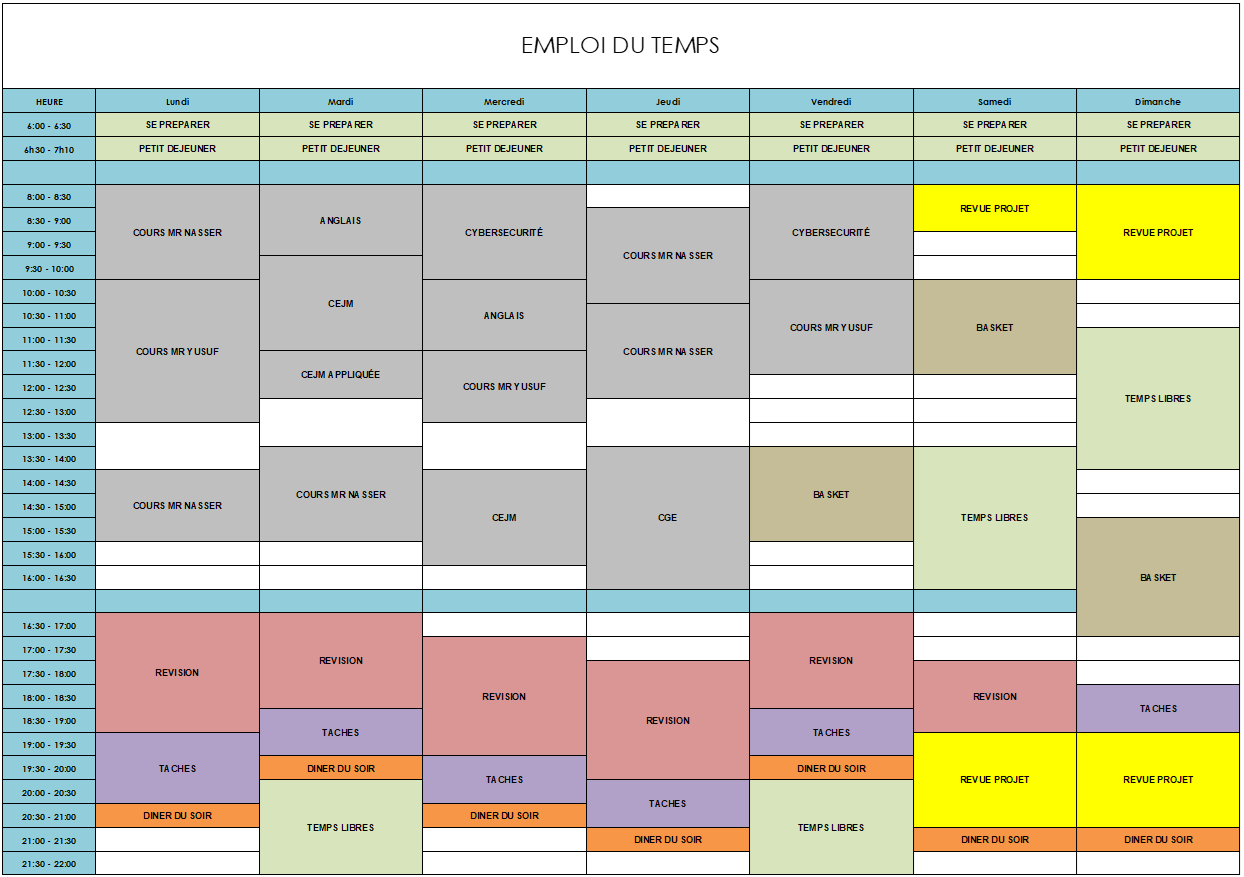 EMPLOI DU TEMPS
HEURE Lundi Mardi Mercredi Jeudi Vendredi Samedi Dimanche
6:00 - 6:30 SE PREPARER SE PREPARER SE PREPARER SE PREPARER SE PREPARER SE PREPARER SE PREPARER
6h30 - 7h10 PETIT DEJEUNER PETIT DEJEUNER PETIT DEJEUNER PETIT DEJEUNER PETIT DEJEUNER PETIT DEJEUNER PETIT DEJEUNER
8:00 - 8:30
REVUE PROJET
8:30 - 9:00 ANGLAIS
COURS MR NASSER CYBERSECURITÉ CYBERSECURITÉ REVUE PROJET
9:00 - 9:30
COURS MR NASSER
9:30 - 10:00
10:00 - 10:30
CEJM
10:30 - 11:00 ANGLAIS
COURS MR YUSUF BASKET
11:00 - 11:30
COURS MR YUSUF COURS MR NASSER
11:30 - 12:00
CEJM APPLIQUÉE
12:00 - 12:30 COURS MR YUSUF
TEMPS LIBRES
12:30 - 13:00
13:00 - 13:30
13:30 - 14:00
14:00 - 14:30
COURS MR NASSER BASKET
14:30 - 15:00
COURS MR NASSER
CEJM CGE TEMPS LIBRES
15:00 - 15:30
15:30 - 16:00
16:00 - 16:30 BASKET
16:30 - 17:00
17:00 - 17:30
REVISION REVISION
17:30 - 18:00 REVISION
18:00 - 18:30 REVISION REVISION
TACHES
18:30 - 19:00 REVISION
TACHES TACHES
19:00 - 19:30
19:30 - 20:00 TACHES DINER DU SOIR DINER DU SOIR
TACHES REVUE PROJET REVUE PROJET
20:00 - 20:30
TACHES
20:30 - 21:00 DINER DU SOIR DINER DU SOIR
TEMPS LIBRES TEMPS LIBRES
21:00 - 21:30 DINER DU SOIR DINER DU SOIR DINER DU SOIR
21:30 - 22:00